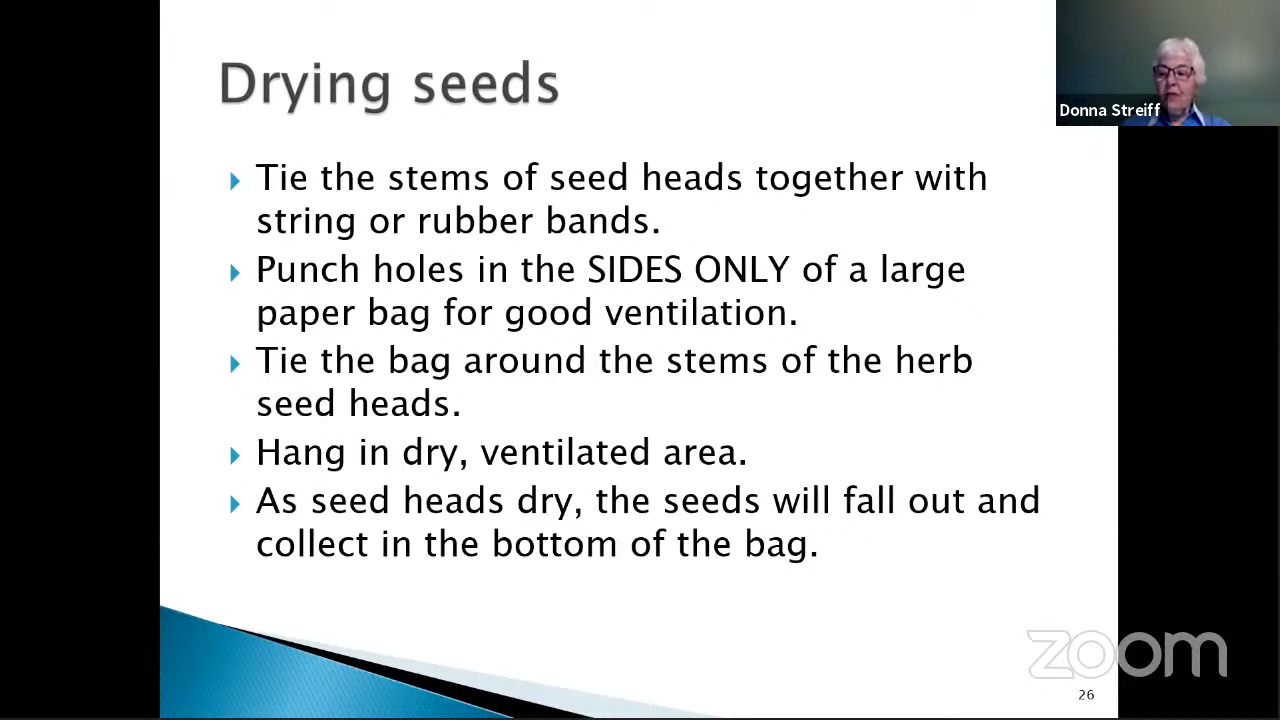 Drying seeds
Donna Streiff
Tie the stems of seed heads together with
string or rubber bands.
Punch holes in the SIDES ONLY of a large
paper bag for good ventilation.
Tie the bag around the stems of the herb
seed heads.
Hang in dry, ventilated area.
As seed heads dry, the seeds will fall out and
collect in the bottom of the bag.
zoom
26